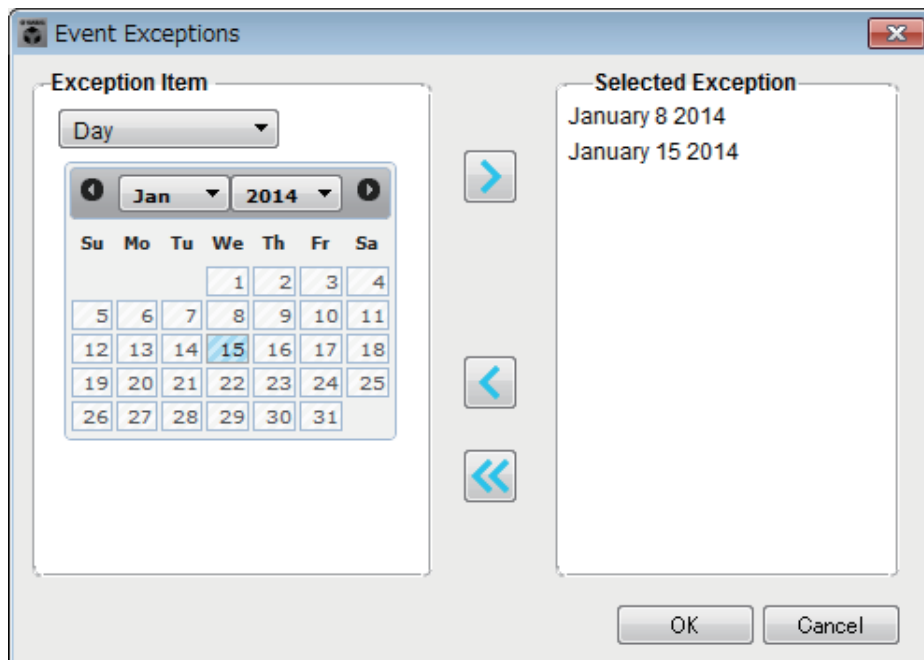 Event Exceptions
Exception Item
Day
Jan 2014
Su Mo Tu We Th Fr Sa
1 2 3 4
5 6 7 8 9 10 11
12 13 14 15 16 17 18
19 20 21 22 23 24 25
26 27 28 29 30 31
Selected Exception
January 8 2014
January 15 2014
OK Cancel